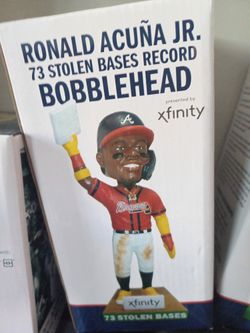 RONALD ACUÑA JR.
73 STOLEN BASES RECORD
BOBBLEHEAD
presented by
xfinity
A
Braves
xfinity
73 STOLEN BASES